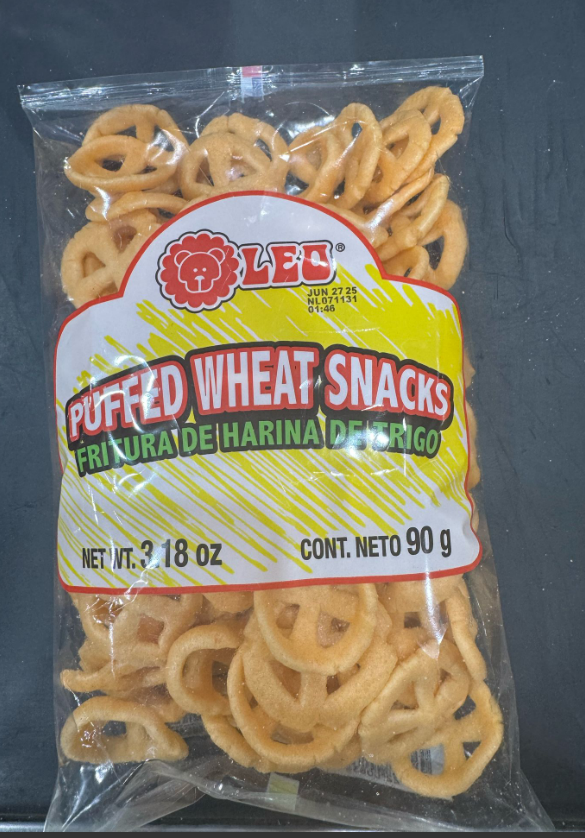 LEO®
JUN 27 25
NL071131
01:46
PUFFED WHEAT SNACKS
FRITURA DE HARINA DE TRIGO
NET WT. 3.18 oz
CONT. NETO 90 g